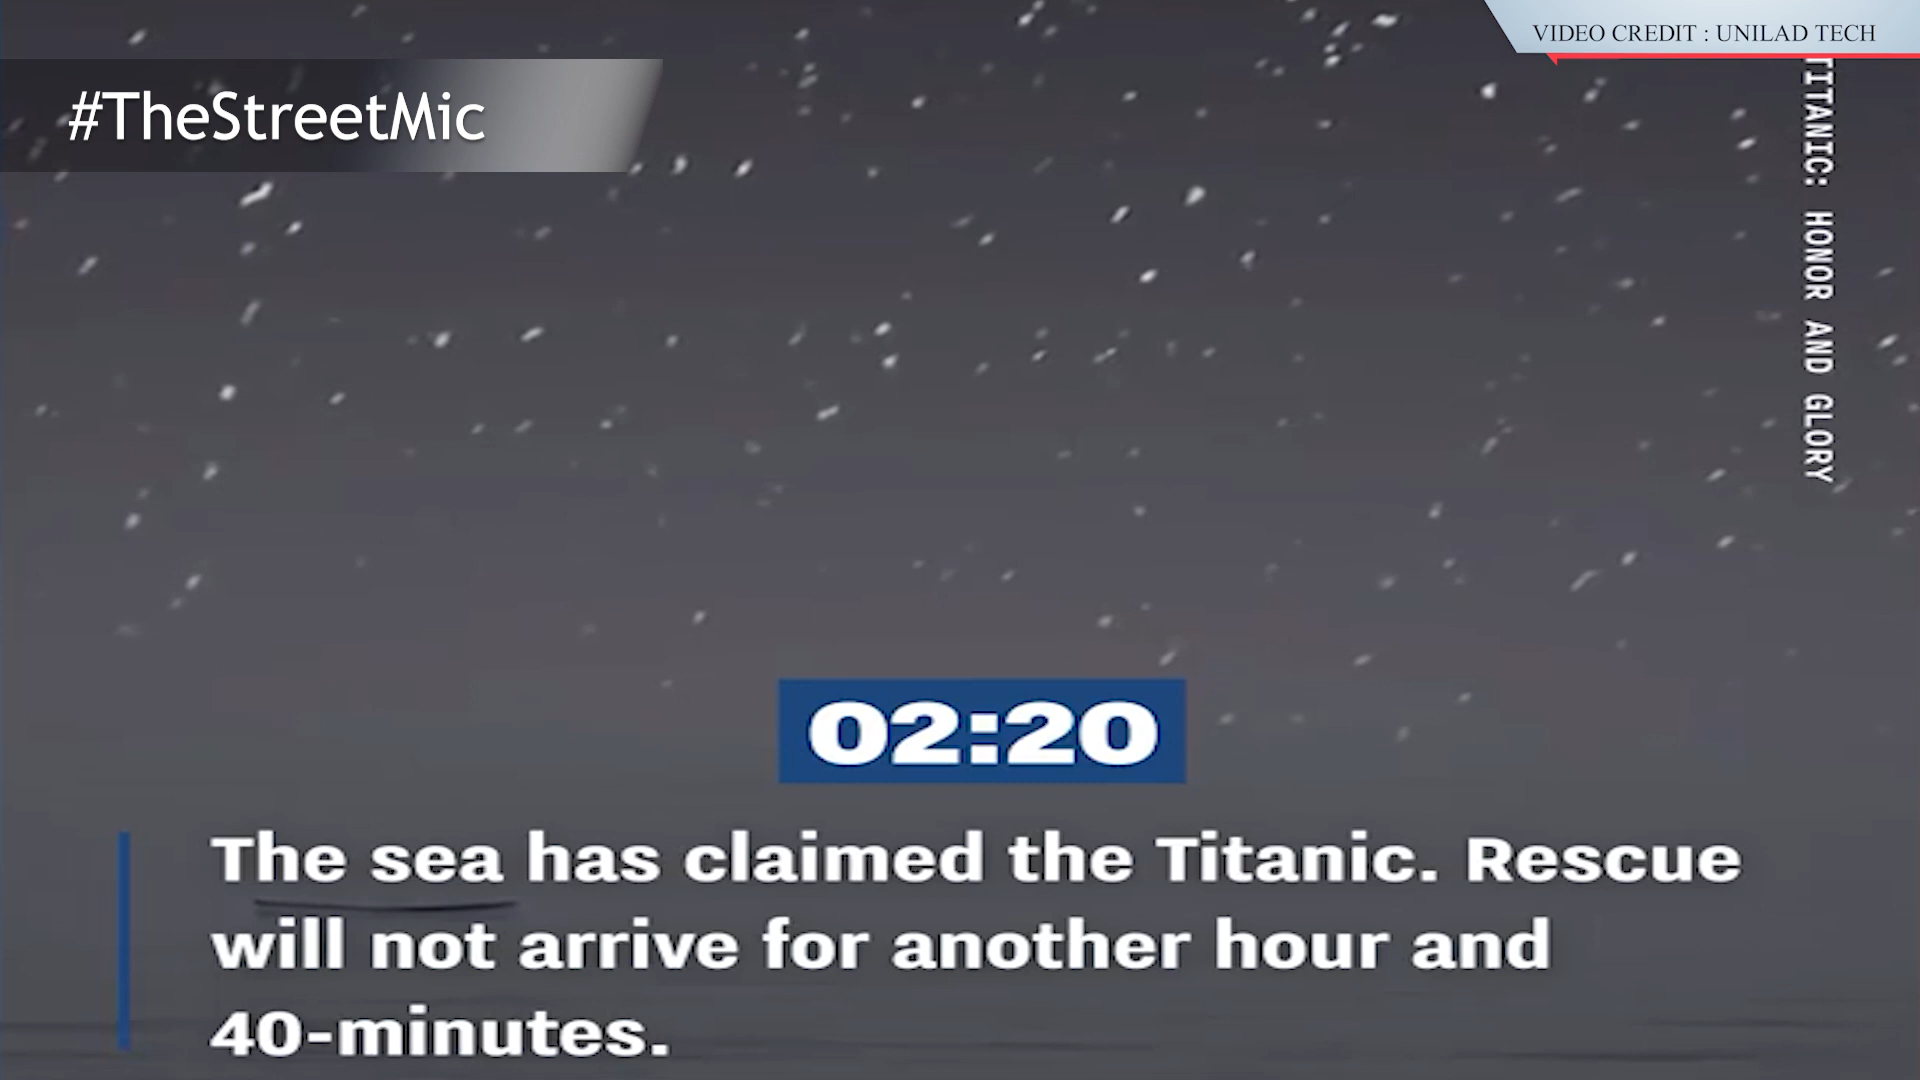 VIDEO CREDIT : UNILAD TECH
#TheStreetMic
TITANIC: HONOR AND GLORY
02:20
The sea has claimed the Titanic. Rescue
will not arrive for another hour and
40-minutes.